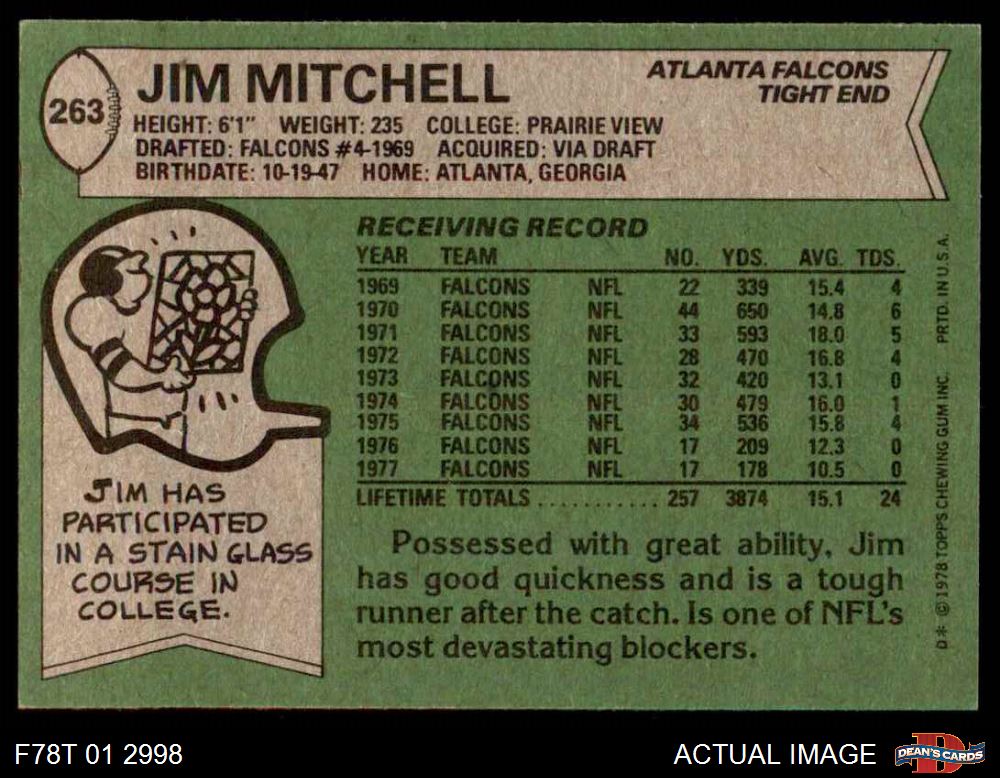 263
JIM MITCHELL
ATLANTA FALCONS
TIGHT END
HEIGHT: 6'1" WEIGHT: 235 COLLEGE: PRAIRIE VIEW
DRAFTED: FALCONS #4-1969 ACQUIRED: VIA DRAFT
BIRTHDATE: 10-19-47 HOME: ATLANTA, GEORGIA
RECEIVING RECORD
YEAR TEAM NO. YDS. AVG. TDS.
1969 FALCONS NFL 22 339 15.4 4
1970 FALCONS NFL 44 650 14.8 6
1971 FALCONS NFL 33 593 18.0 5
1972 FALCONS NFL 28 470 16.8 4
1973 FALCONS NFL 32 420 13.1 0
1974 FALCONS NFL 30 479 16.0 1
1975 FALCONS NFL 34 536 15.8 4
1976 FALCONS NFL 17 209 12.3 0
1977 FALCONS NFL 17 178 10.5 0
LIFETIME TOTALS ........... 257 3874 15.1 24
JIM HAS
PARTICIPATED
IN A STAIN GLASS
COURSE IN
COLLEGE.
Possessed with great ability, Jim
has good quickness and is a tough
runner after the catch. Is one of NFL's
most devastating blockers.
D* © 1978 TOPPS CHEWING GUM INC. PRTD. IN U.S.A.
F78T 01 2998
ACTUAL IMAGE
D
DEAN'S CARDS